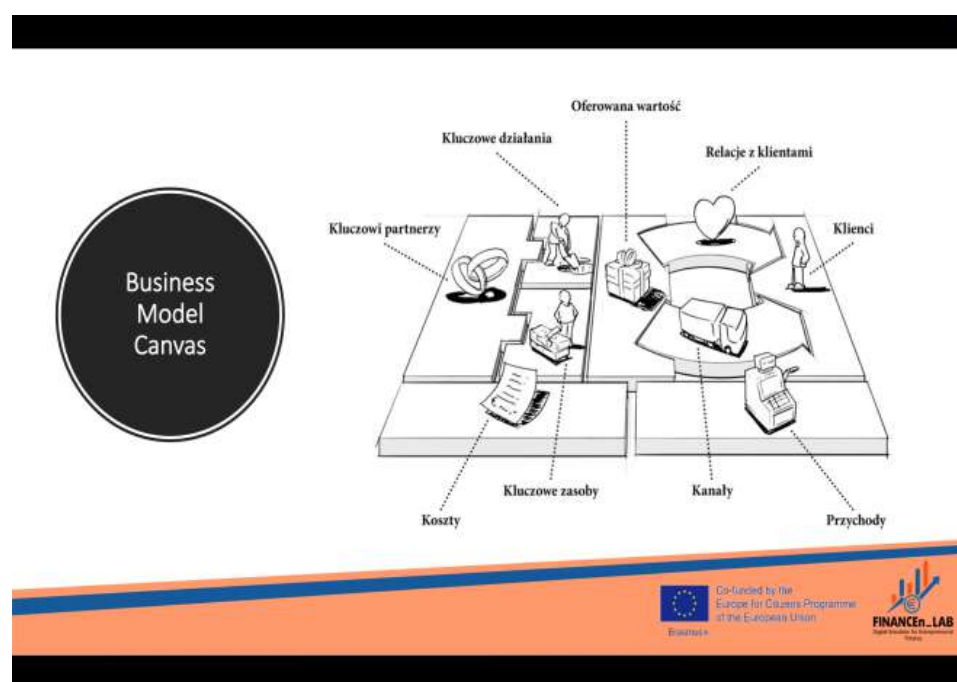 Oferowana wartość
Kluczowe działania
Relacje z klientami
Kluczowi partnerzy
Klienci
Business
Model
Canvas
Kluczowe zasoby
Kanały
Koszty
Przychody
Co-funded by the
Europe for Citizens Programme
of the European Union
Erasmus+
FINANCEn_LAB